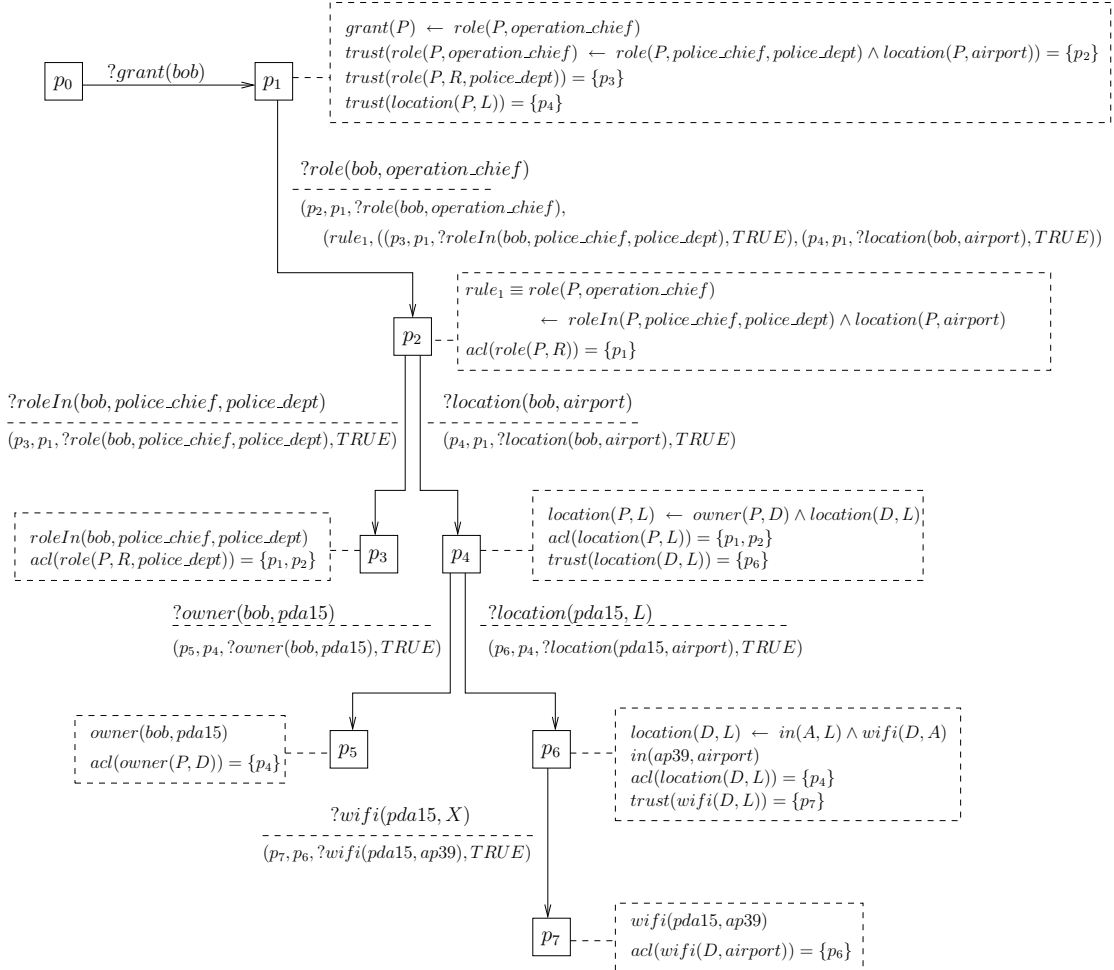 p0
?grant(bob)
p1
grant(P) ← role(P, operation_chief)
trust(role(P, operation_chief) ← role(P, police_chief, police_dept) ∧ location(P, airport)) = {p2}
trust(role(P, R, police_dept)) = {p3}
trust(location(P, L)) = {p4}
?role(bob, operation_chief)
(p2, p1, ?role(bob, operation_chief),
(rule1, ((p3, p1, ?roleIn(bob, police_chief, police_dept), TRUE), (p4, p1, ?location(bob, airport), TRUE))
p2
rule1 ≡ role(P, operation_chief)
← roleIn(P, police_chief, police_dept) ∧ location(P, airport)
acl(role(P, R)) = {p1}
?roleIn(bob, police_chief, police_dept)
(p3, p1, ?role(bob, police_chief, police_dept), TRUE)
?location(bob, airport)
(p4, p1, ?location(bob, airport), TRUE)
roleIn(bob, police_chief, police_dept)
acl(role(P, R, police_dept)) = {p1, p2}
p3
p4
location(P, L) ← owner(P, D) ∧ location(D, L)
acl(location(P, L)) = {p1, p2}
trust(location(D, L)) = {p6}
?owner(bob, pda15)
(p5, p4, ?owner(bob, pda15), TRUE)
?location(pda15, L)
(p6, p4, ?location(pda15, airport), TRUE)
owner(bob, pda15)
acl(owner(P, D)) = {p4}
p5
p6
location(D, L) ← in(A, L) ∧ wifi(D, A)
in(ap39, airport)
acl(location(D, L)) = {p4}
trust(wifi(D, L)) = {p7}
?wifi(pda15, X)
(p7, p6, ?wifi(pda15, ap39), TRUE)
p7
wifi(pda15, ap39)
acl(wifi(D, airport)) = {p6}